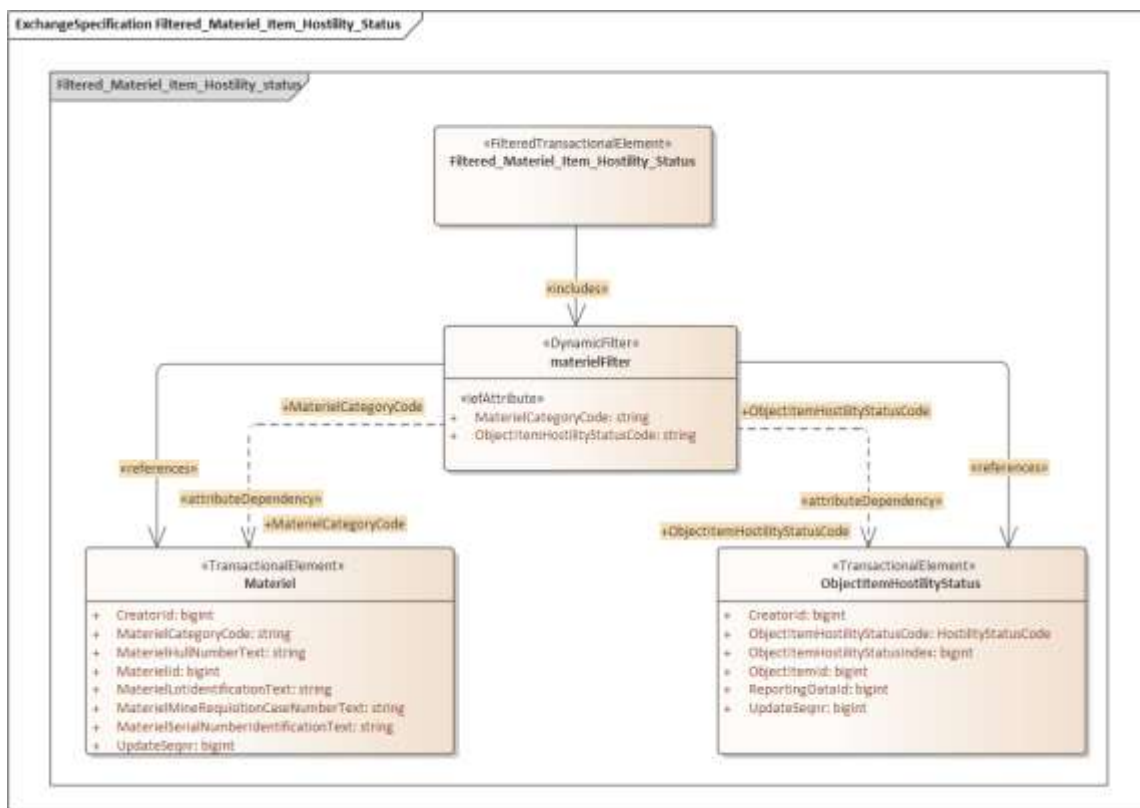 ExchangeSpecification Filtered_Materiel_Item_Hostility_Status
Filtered_Materiel_Item_Hostility_status
«FilteredTransactionalElement»
Filtered_Materiel_Item_Hostility_Status
«includes»
«DynamicFilter»
materielFilter
«iefAttribute»
+ MaterielCategoryCode: string
+ ObjectItemHostilityStatusCode: string
+MaterielCategoryCode
+ObjectItemHostilityStatusCode
«references»
«references»
«attributeDependency»
«attributeDependency»
+MaterielCategoryCode
+ObjectItemHostilityStatusCode
«TransactionalElement»
Materiel
+ CreatorId: bigint
+ MaterielCategoryCode: string
+ MaterielHullNumberText: string
+ MaterielId: bigint
+ MaterielLotIdentificationText: string
+ MaterielMineRequisitionCaseNumberText: string
+ MaterielSerialNumberIdentificationText: string
+ UpdateSeqnr: bigint
«TransactionalElement»
ObjectItemHostilityStatus
+ CreatorId: bigint
+ ObjectItemHostilityStatusCode: HostilityStatusCode
+ ObjectItemHostilityStatusIndex: bigint
+ ObjectItemId: bigint
+ ReportingDataId: bigint
+ UpdateSeqnr: bigint